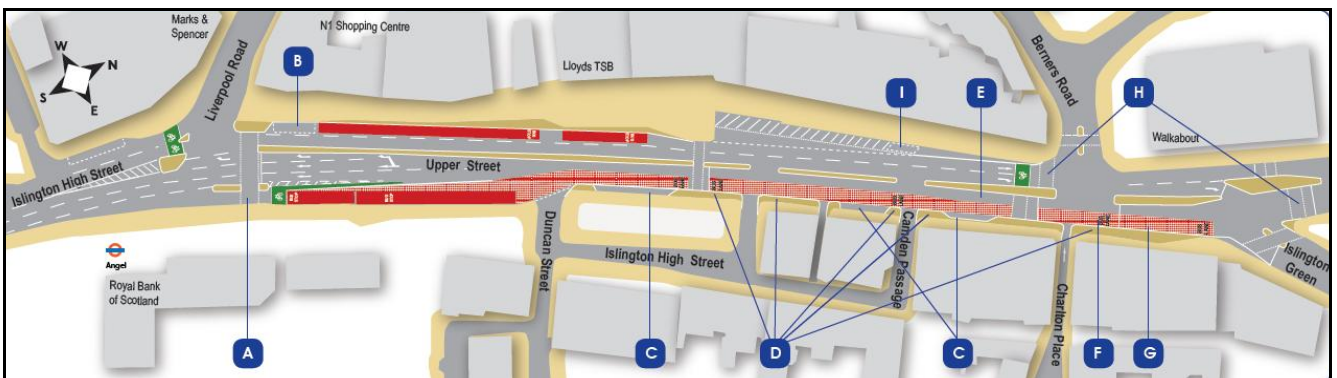 Marks &
Spencer
N1 Shopping Centre
Lloyds TSB
Liverpool Road
Berners Road
Walkabout
W
N
S
E
B
I
E
H
Upper Street
Islington High Street
Angel
Royal Bank
of Scotland
Duncan Street
Islington High Street
Camden Passage
Charlton Place
Islington
Green
A
C
D
C
F
G